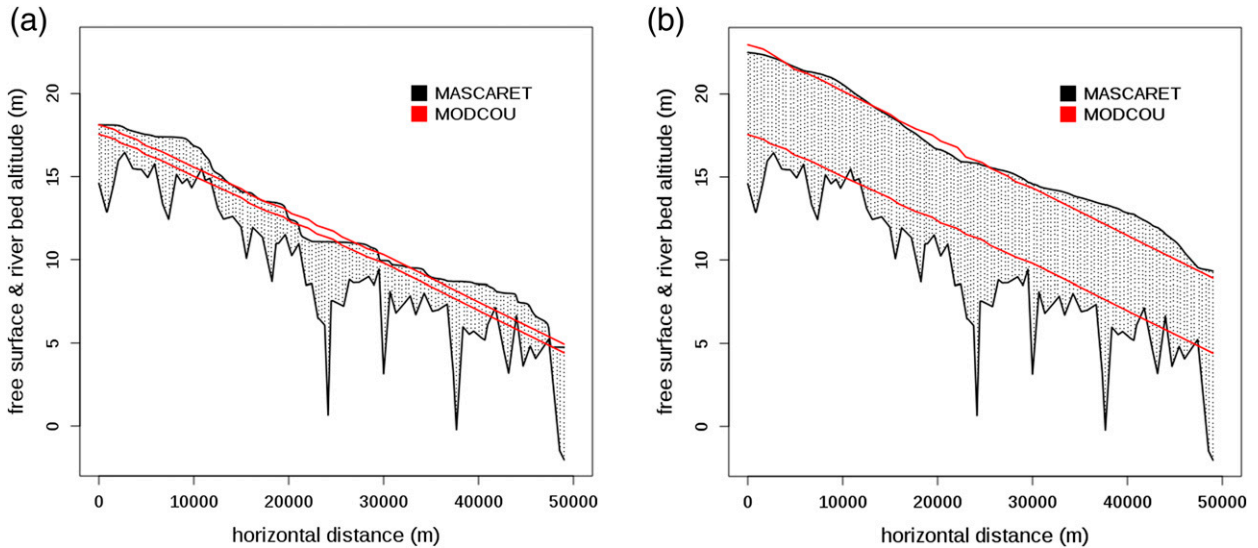 (a)
free surface & river bed altitude (m)
20
15
10
5
0
MASCARET
MODCOU
0 10000 20000 30000 40000 50000
horizontal distance (m)
(b)
free surface & river bed altitude (m)
20
15
10
5
0
MASCARET
MODCOU
0 10000 20000 30000 40000 50000
horizontal distance (m)